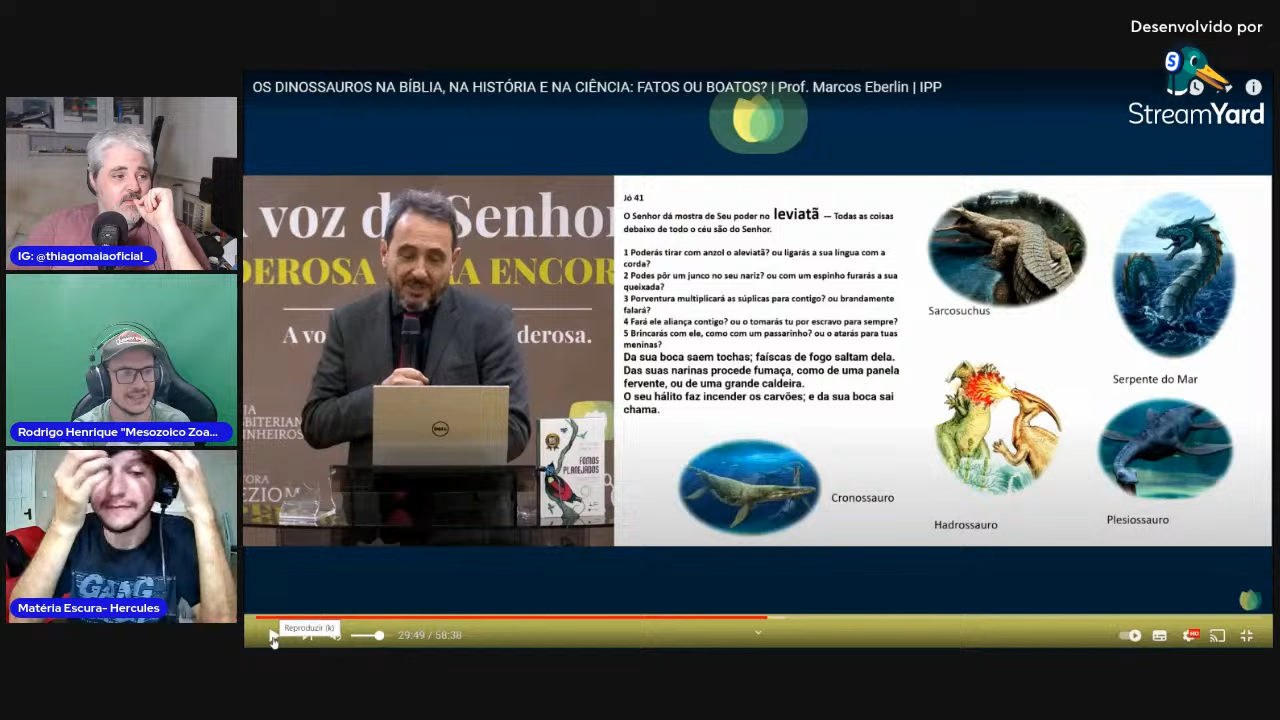 Desenvolvido por
StreamYard
OS DINOSSAUROS NA BÍBLIA, NA HISTÓRIA E NA CIÊNCIA: FATOS OU BOATOS? | Prof. Marcos Eberlin | IPP
IG: @thiagomaiaoficial_
Rodrigo Henrique "Mesozoico Zoa...
Matéria Escura- Hercules
voz d Senhor
DEROSA
ENCOR
A vo
derosa.
DELL
FOMOS
PLANEJADOS
Jó 41
O Senhor dá mostra de Seu poder no leviatã — Todas as coisas
debaixo de todo o céu são do Senhor.
1 Poderás tirar com anzol o aleviatã? ou ligarás a sua língua com a
corda?
2 Podes pôr um junco no seu nariz? ou com um espinho furarás a sua
queixada?
3 Porventura multiplicará as súplicas para contigo? ou brandamente
falará?
4 Fará ele aliança contigo? ou o tomarás tu por escravo para sempre?
5 Brincarás com ele, como com um passarinho? ou o atarás para tuas
meninas?
Da sua boca saem tochas; faíscas de fogo saltam dela.
Das suas narinas procede fumaça, como de uma panela
fervente, ou de uma grande caldeira.
O seu hálito faz incender os carvões; e da sua boca sai
chama.
Sarcosuchus
Serpente do Mar
Cronossauro
Hadrossauro
Plesiossauro
Reproduzir (k)
29:49 / 58:38
HD